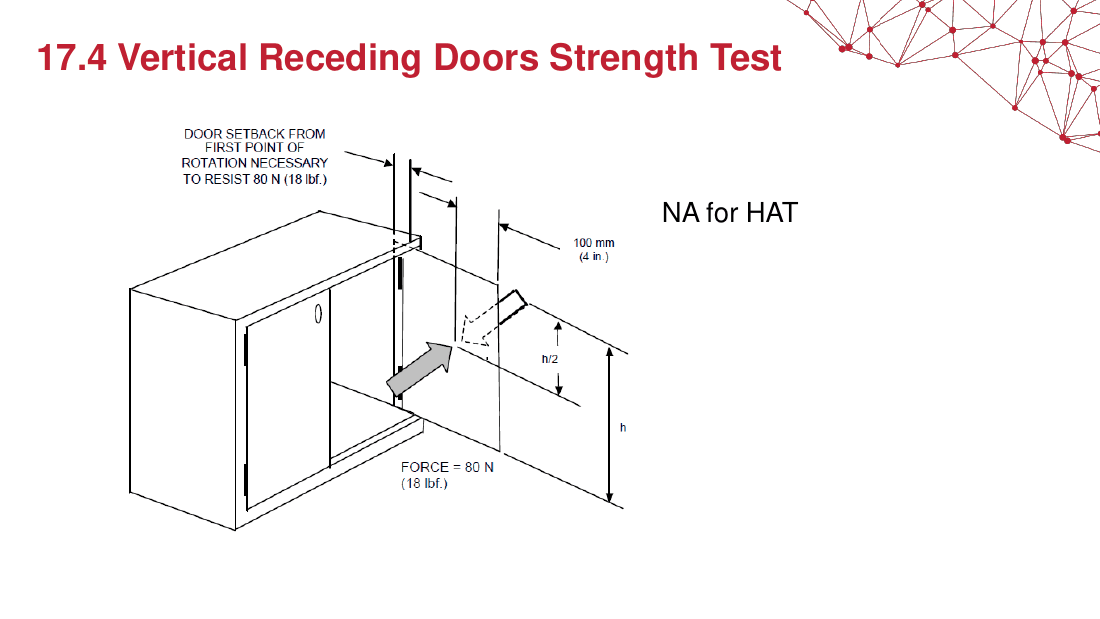 17.4 Vertical Receding Doors Strength Test
DOOR SETBACK FROM
FIRST POINT OF
ROTATION NECESSARY
TO RESIST 80 N (18 lbf.)
NA for HAT
100 mm
(4 in.)
h/2
h
FORCE = 80 N
(18 lbf.)